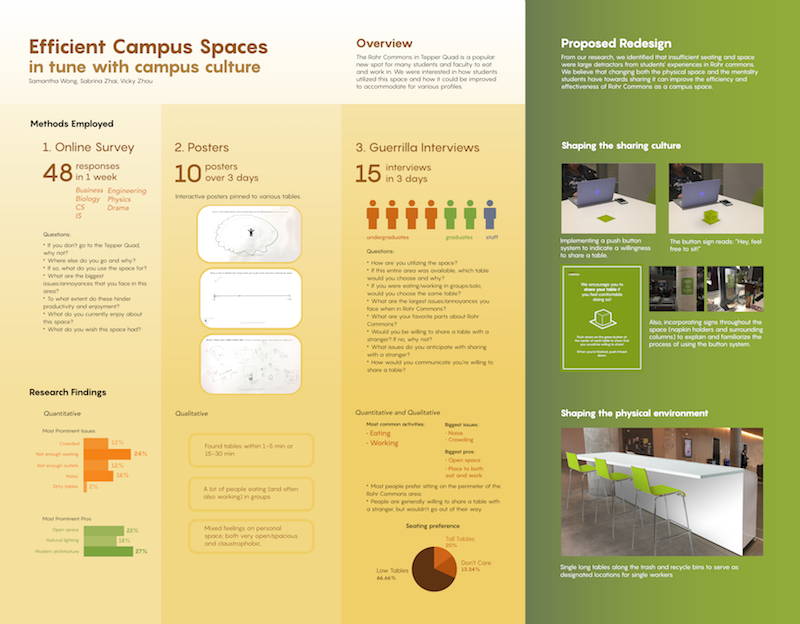 Efficient Campus Spaces
in tune with campus culture
Samantha Wong, Sabrina Zhai, Vicky Zhou
Overview
The Rohr Commons in Tepper Quad is a popular
new spot for many students and faculty to eat
and work in. We were interested in how students
utilized this space and how it could be improved
to accommodate for various profiles.
Methods Employed
1. Online Survey
48 responses
in 1 week
Business Engineering
Biology Physics
CS Drama
IS
Questions:
• If you don't go to the Tepper Quad,
why not?
• Where else do you go and why?
• If so, what do you use the space for?
• What are the biggest
issues/annoyances that you face in this
area?
• To what extent do these hinder
productivity and enjoyment?
• What do you currently enjoy about
this space?
• What do you wish this space had?
2. Posters
10 posters
over 3 days
Interactive posters pinned to various tables.
3. Guerrilla Interviews
15 interviews
in 3 days
undergraduates graduates staff
Questions:
• How are you utilizing the space?
• If this entire area was available, which table
would you choose and why?
• If you were eating/working in groups/solo,
would you choose the same table?
• What are the largest issues/annoyances you
face when in Rohr Commons?
• What are your favorite parts about Rohr
Commons?
• Would you be willing to share a table with a
stranger? If no, why not?
• What issues do you anticipate with sharing
with a stranger?
• How would you communicate you're willing to
share a table?
Research Findings
Quantitative
Most Prominent Issues
Crowded 12%
Not enough seating 24%
Not enough outlets 12%
Noisy 16%
Dirty tables 2%
Most Prominent Pros
Open space 21%
Natural lighting 18%
Modern architecture 27%
Qualitative
Found tables within 1-5 min or
15-30 min
A lot of people eating (and often
also working) in groups
Mixed feelings on personal
space; both very open/spacious
and claustrophobic.
Quantitative and Qualitative
Most common activities:
- Eating
- Working
Biggest issues:
- Noise
- Crowding
Biggest pros:
- Open space
- Place to both
eat and work
• Most people prefer sitting on the perimeter of the
Rohr Commons area
• People are generally willing to share a table with
a stranger, but wouldn't go out of their way.
Seating preference
Tall Tables
20%
Don't Care
13.34%
Low Tables
66.66%
Proposed Redesign
From our research, we identified that insufficient seating and space
were large detractors from students' experiences in Rohr commons.
We believe that changing both the physical space and the mentality
students have towards sharing it can improve the efficiency and
effectiveness of Rohr Commons as a campus space.
Shaping the sharing culture
Implementing a push button
system to indicate a willingness
to share a table.
The button sign reads: "Hey, feel
free to sit!"
We encourage you to
share your table if
you feel comfortable
doing so!
Push down on the green button at
the center of each table to show that
you would be willing to share!
When you're finished, push it back
down.
Also, incorporating signs throughout the
space (napkin holders and surrounding
columns) to explain and familiarize the
process of using the button system.
Shaping the physical environment
Single long tables along the trash and recycle bins to serve as
designated locations for single workers